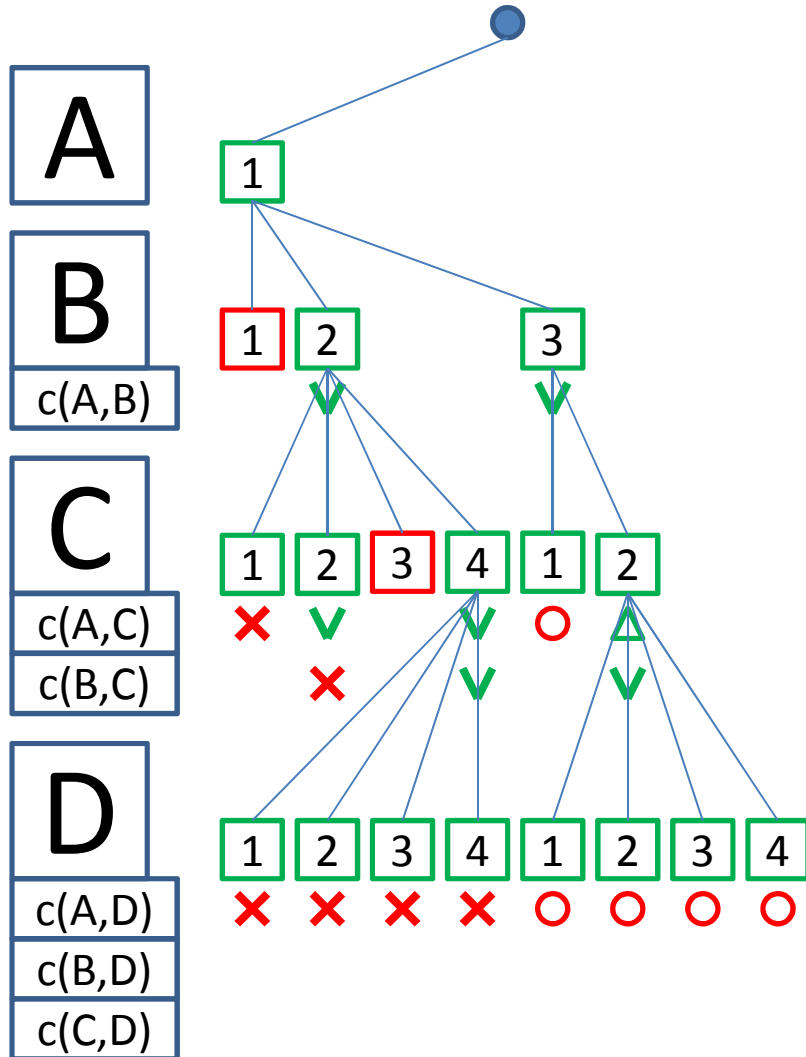 A
1
B
1 2 3
c(A,B)
C
1 2 3 4 1 2
c(A,C)
c(B,C)
D
1 2 3 4 1 2 3 4
c(A,D)
c(B,D)
c(C,D)